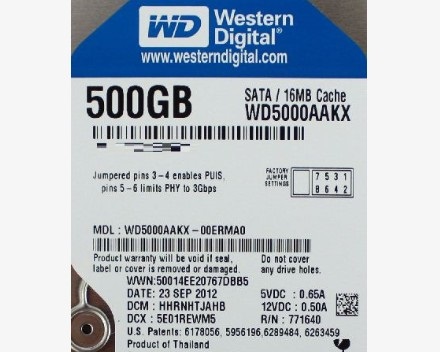 WD Western
Digital®
www.westerndigital.com
500GB
SATA / 16MB Cache
WD5000AAKX
Jumpered pins 3-4 enables PUIS,
pins 5-6 limits PHY to 3Gbps
FACTORY
JUMPER
SETTINGS
7 5 3 1
8 6 4 2
MDL : WD5000AAKX-00ERMA0
Product warranty will be void if seal,
label or cover is removed or damaged.
Do not cover
any drive holes.
WWN:50014EE20767DBB5
DATE: 23 SEP 2012
DCM : HHRNHTJAHB
DCX : 5E01REWM5
5VDC : 0.65A
12VDC : 0.50A
R/N : 771640
U.S. Patents: 6178056, 5956196,6289484, 6263459
Product of Thailand